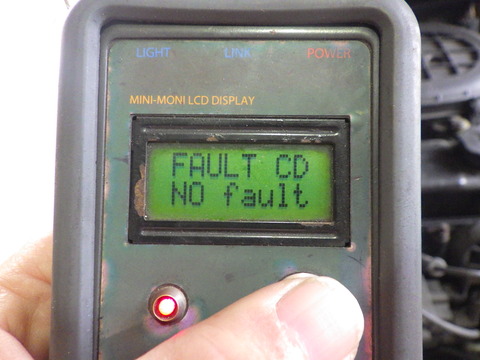 LIGHT LINK POWER
MINI-MONI LCD DISPLAY
FAULT CD
NO fault